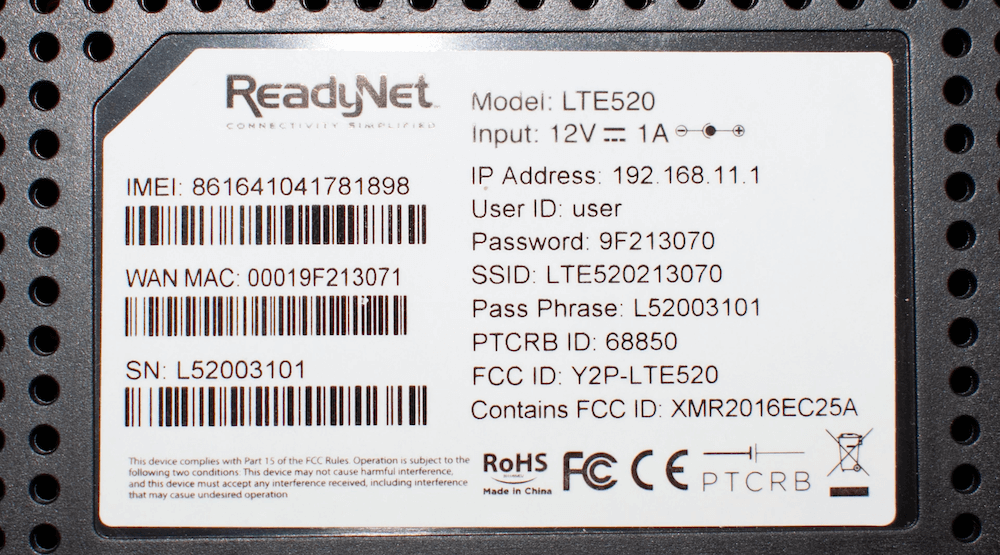 ReadyNet
CONNECTIVITY SIMPLIFIED
IMEI: 861641041781898
WAN MAC: 00019F213071
SN: L52003101
This device complies with Part 15 of the FCC Rules. Operation is subject to the
following two conditions. This device may not cause harmful interference,
and this device must accept any interference received, including interference
that may casue undesired operation
Model: LTE520
Input: 12V 1A
IP Address: 192.168.11.1
User ID: user
Password: 9F213070
SSID: LTE520213070
Pass Phrase: L52003101
PTCRB ID: 68850
FCC ID: Y2P-LTE520
Contains FCC ID: XMR2016EC25A
RoHS
Made in China
FC CE
PTCRB